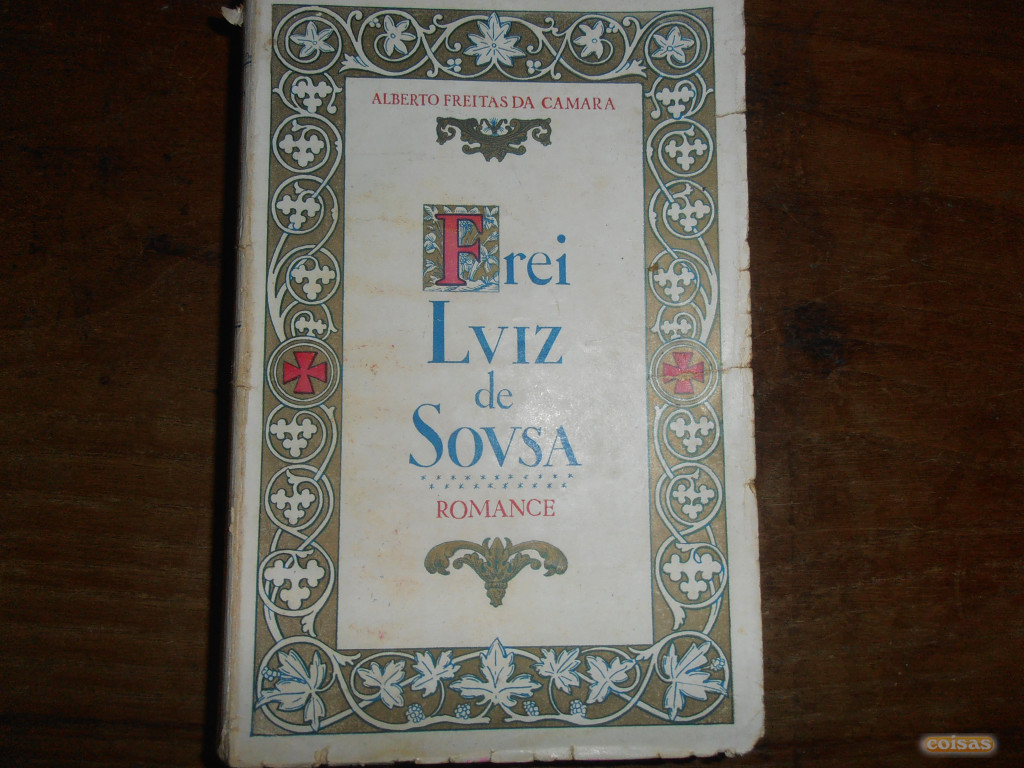 ALBERTO FREITAS DA CAMARA
Frei
LVIZ
de
SOVSA
ROMANCE
coisas